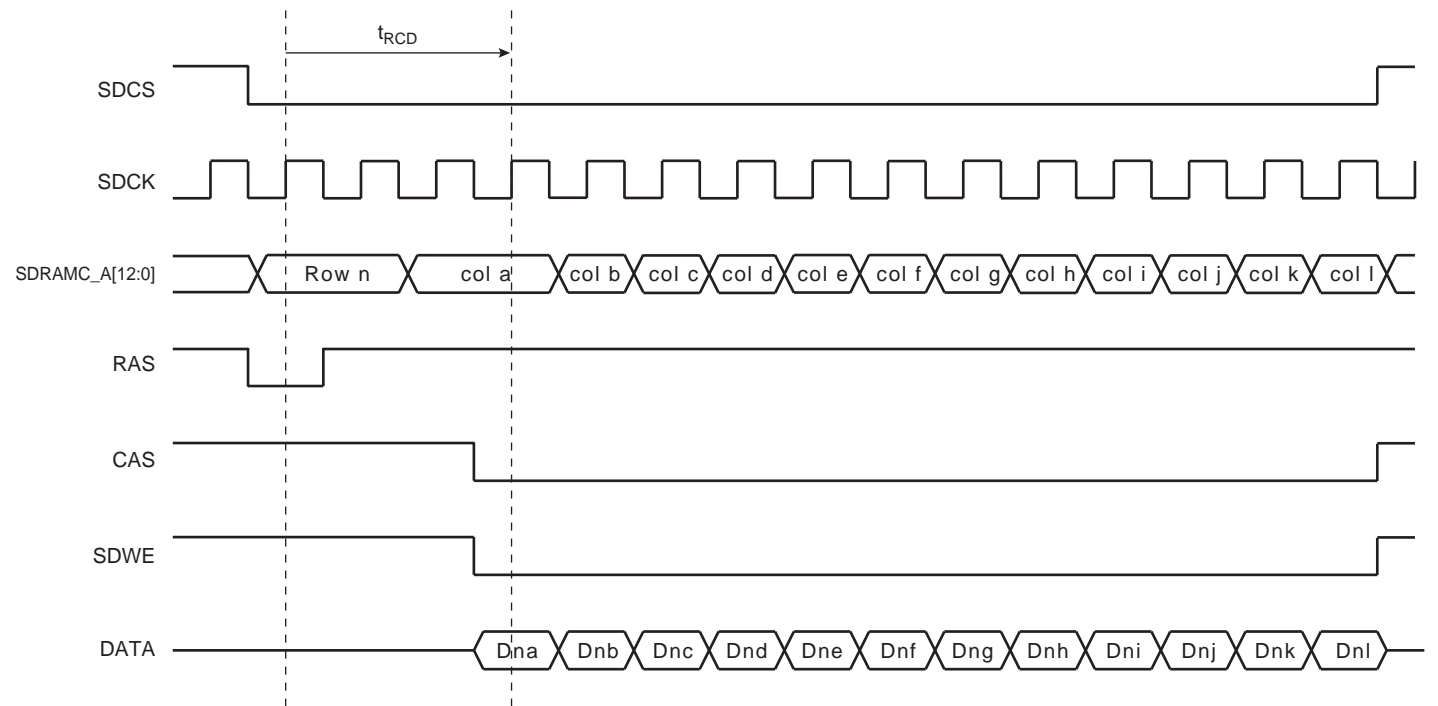 tRCD
SDCS
SDCK
SDRAMC_A[12:0]
Row n
col a
col b
col c
col d
col e
col f
col g
col h
col i
col j
col k
col l
RAS
CAS
SDWE
DATA
Dna
Dnb
Dnc
Dnd
Dne
Dnf
Dng
Dnh
Dni
Dnj
Dnk
Dnl